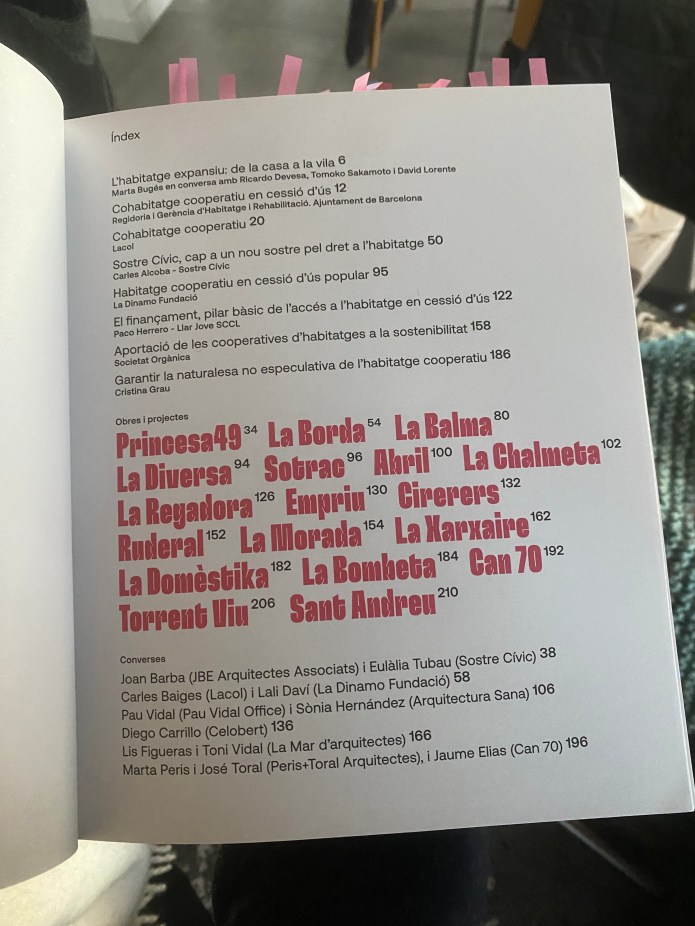 Índex
L'habitatge expansiu: de la casa a la vila 6
Marta Bugés en conversa amb Ricardo Devesa, Tomoko Sakamoto i David Lorente
Cohabitatge cooperatiu en cessió d'ús 12
Regidoria i Gerència d'Habitatge i Rehabilitació. Ajuntament de Barcelona
Cohabitatge cooperatiu 20
Lacol
Sostre Cívic, cap a un nou sostre pel dret a l'habitatge 50
Carles Alcoba - Sostre Cívic
Habitatge cooperatiu en cessió d'ús popular 95
La Dinamo Fundació
El finançament, pilar bàsic de l'accés a l'habitatge en cessió d'ús 122
Paco Herrero - Llar Jove SCCL
Aportació de les cooperatives d'habitatges a la sostenibilitat 158
Societat Orgànica
Garantir la naturalesa no especulativa de l'habitatge cooperatiu 186
Cristina Grau
Obres i projectes
Princesa49 34 La Borda 54 La Balma 80
La Diversa 94 Sotrac 96 Abril 100 La Chalmeta 102
La Regadora 126 Empriu 130 Cirerers 132
Ruderal 152 La Morada 154 La Xarxaire 162
La Domèstika 182 La Bombeta 184 Can 70 192
Torrent Viu 206 Sant Andreu 210
Converses
Joan Barba (JBE Arquitectes Associats) i Eulàlia Tubau (Sostre Cívic) 38
Carles Baiges (Lacol) i Lali Daví (La Dinamo Fundació) 58
Pau Vidal (Pau Vidal Office) i Sònia Hernández (Arquitectura Sana) 106
Diego Carrillo (Celobert) 136
Lis Figueras i Toni Vidal (La Mar d'arquitectes) 166
Marta Peris i José Toral (Peris+Toral Arquitectes), i Jaume Elias (Can 70) 196